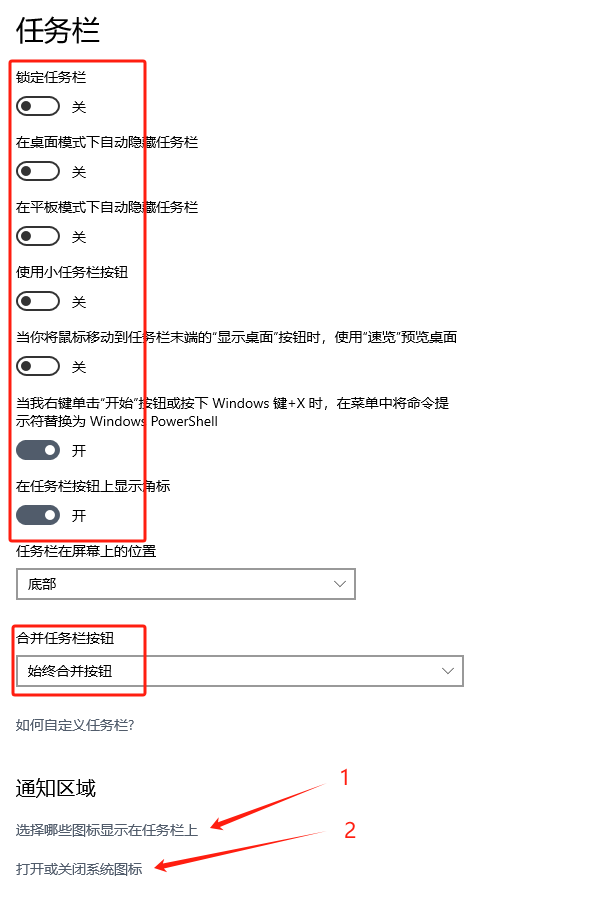 任务栏
锁定任务栏
关
在桌面模式下自动隐藏任务栏
关
在平板模式下自动隐藏任务栏
关
使用小任务栏按钮
关
当你将鼠标移动到任务栏末端的“显示桌面”按钮时，使用“速览”预览桌面
关
当我右键单击“开始”按钮或按下 Windows 键+X 时，在菜单中将命令提
示符替换为 Windows PowerShell
开
在任务栏按钮上显示角标
开
任务栏在屏幕上的位置
底部
合并任务栏按钮
始终合并按钮
如何自定义任务栏?
通知区域
1
选择哪些图标显示在任务栏上
2
打开或关闭系统图标